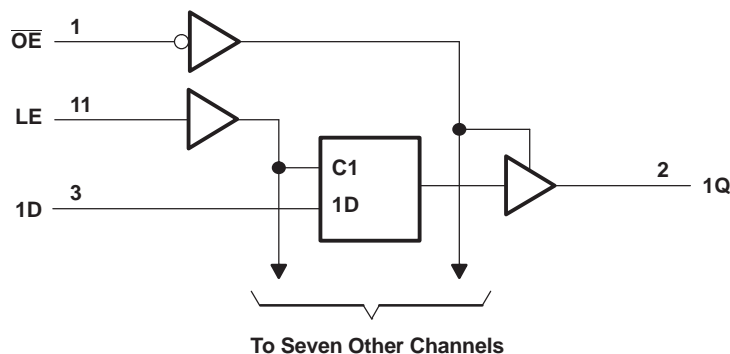 OE 1
LE 11
C1
1D 3 1D 2 1Q
To Seven Other Channels